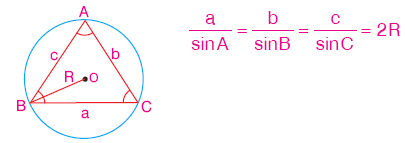 A
c b
R O
B C
a
a/sinA = b/sinB = c/sinC = 2R